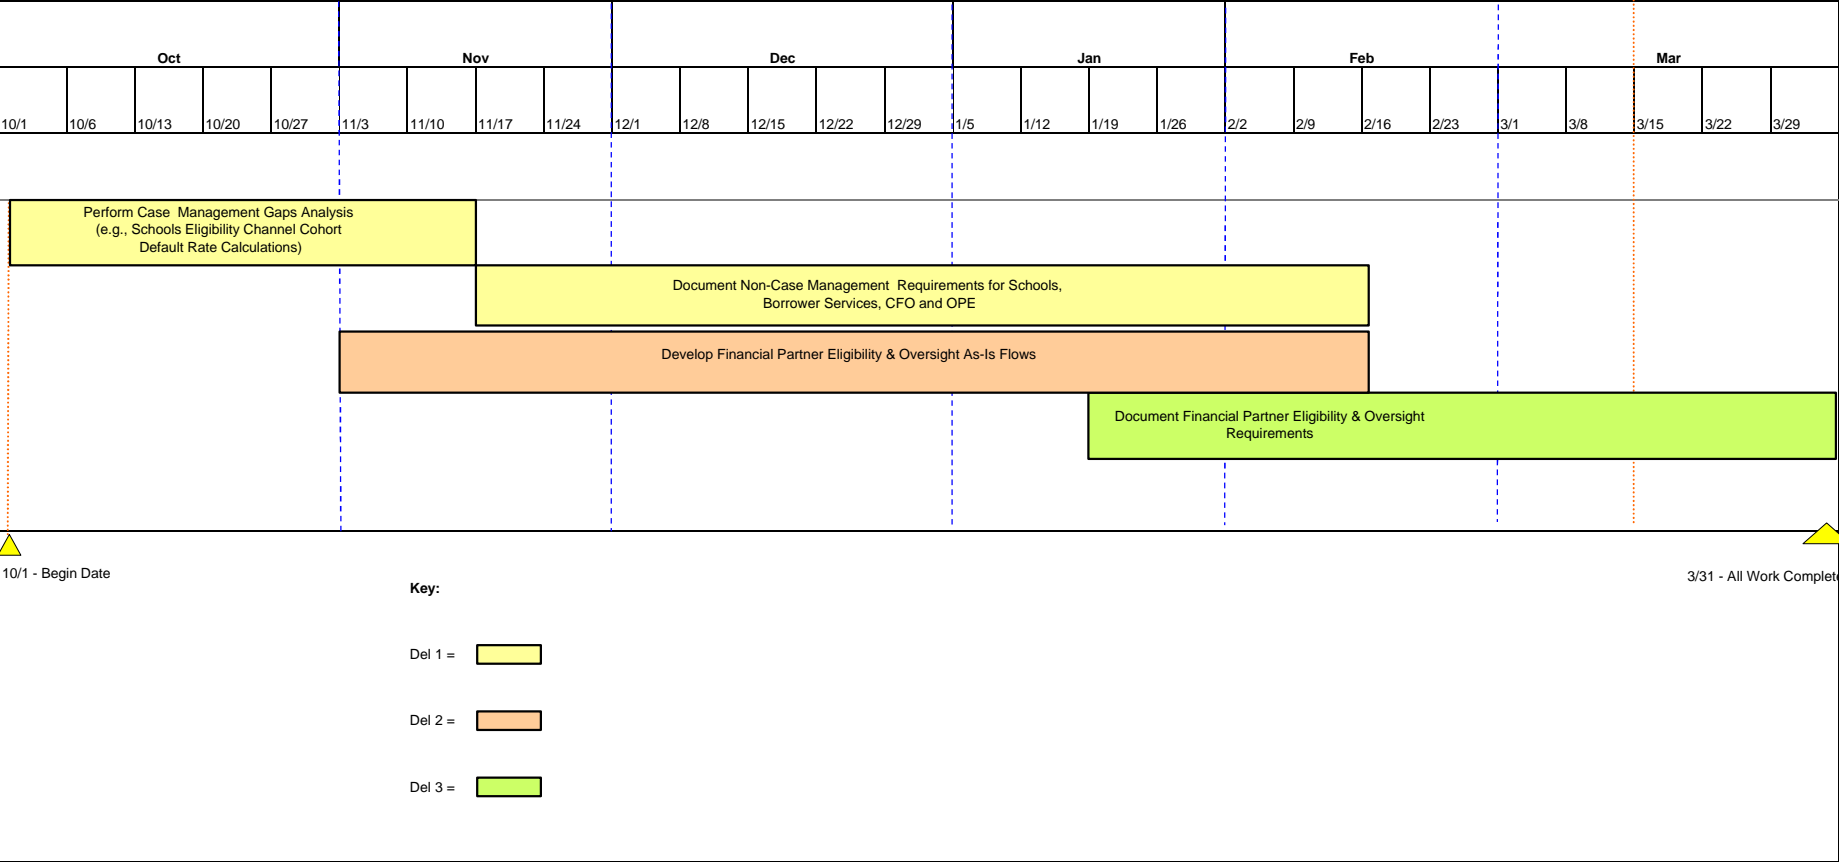 Oct Nov Dec Jan Feb Mar
10/1 10/6 10/13 10/20 10/27 11/3 11/10 11/17 11/24 12/1 12/8 12/15 12/22 12/29 1/5 1/12 1/19 1/26 2/2 2/9 2/16 2/23 3/1 3/8 3/15 3/22 3/29
Perform Case Management Gaps Analysis
(e.g., Schools Eligibility Channel Cohort
Default Rate Calculations)
Document Non-Case Management Requirements for Schools,
Borrower Services, CFO and OPE
Develop Financial Partner Eligibility & Oversight As-Is Flows
Document Financial Partner Eligibility & Oversight
Requirements
10/1 - Begin Date
3/31 - All Work Complete
Key:
Del 1 =
Del 2 =
Del 3 =